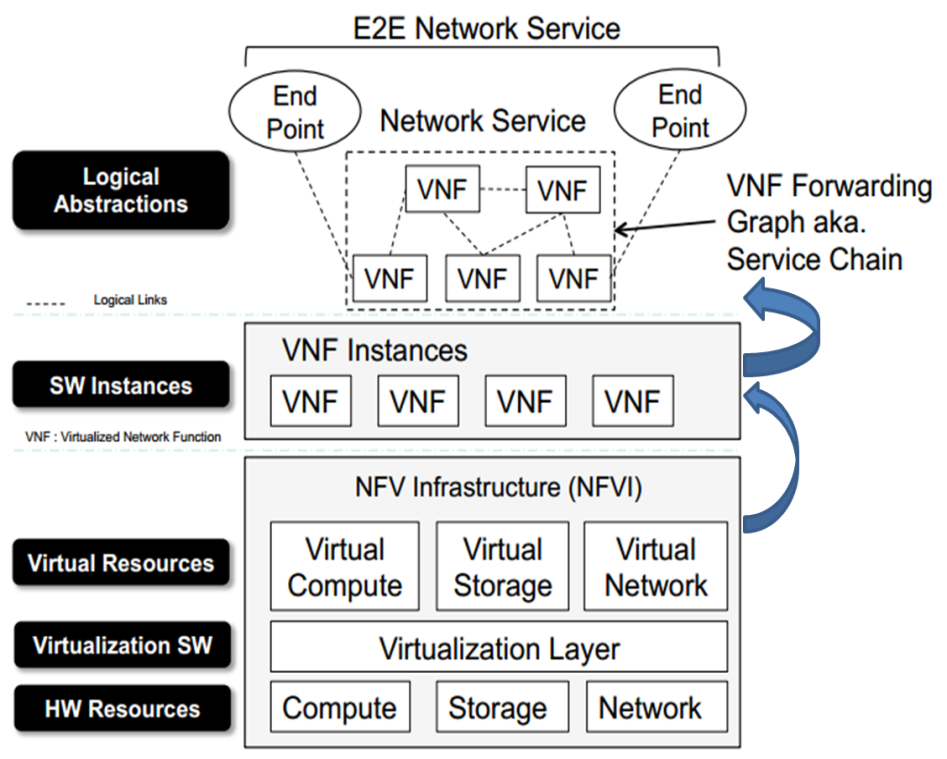 E2E Network Service
End
Point
End
Point
Network Service
Logical
Abstractions
VNF
VNF
VNF Forwarding
Graph aka.
Service Chain
VNF
VNF
VNF
Logical Links
VNF Instances
SW Instances
VNF
VNF
VNF
VNF
VNF : Virtualized Network Function
NFV Infrastructure (NFVI)
Virtual Resources
Virtual
Compute
Virtual
Storage
Virtual
Network
Virtualization SW
Virtualization Layer
HW Resources
Compute
Storage
Network